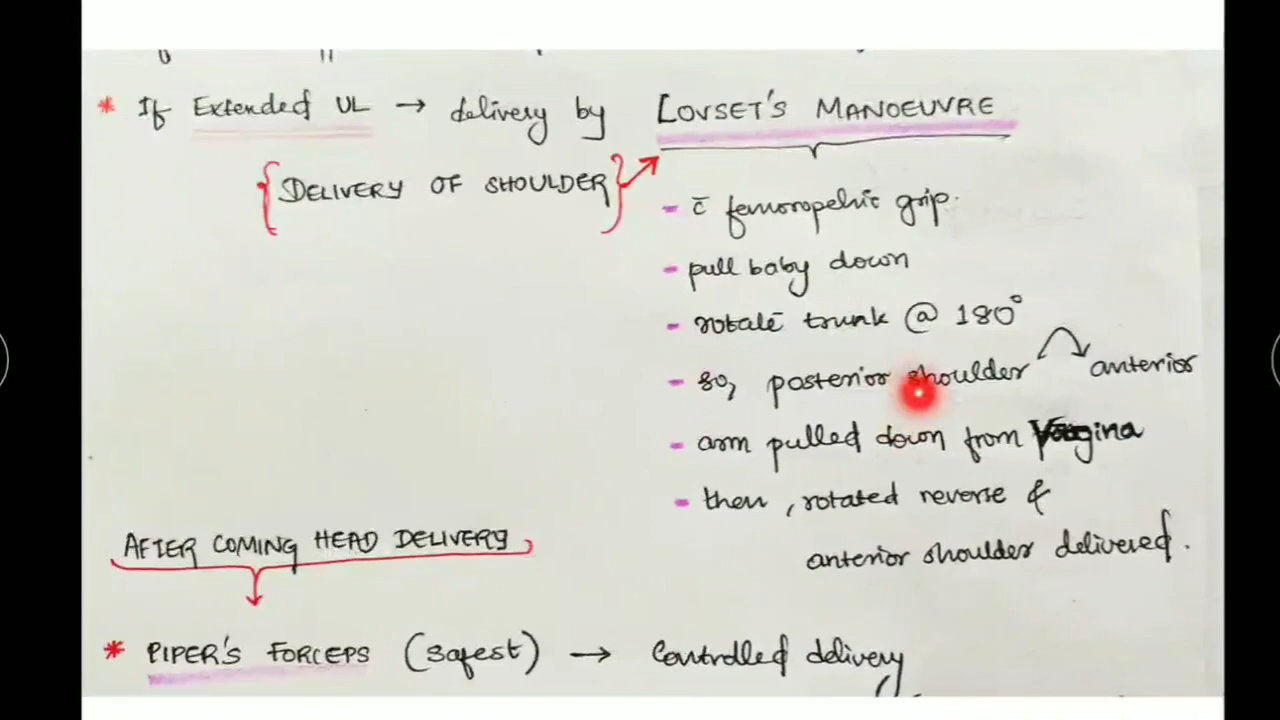 * If Extended UL → delivery by LOVSET'S MANOEUVRE
{DELIVERY OF SHOULDER}
- c̄ femoropelvic grip.
- pull baby down
- rotate trunk @ 180°
- so, posterior shoulder anterior
- arm pulled down from Vagina
- then, rotated reverse &
anterior shoulder delivered.
AFTER COMING HEAD DELIVERY
* PIPER'S FORCEPS (safest) → Controlled delivery